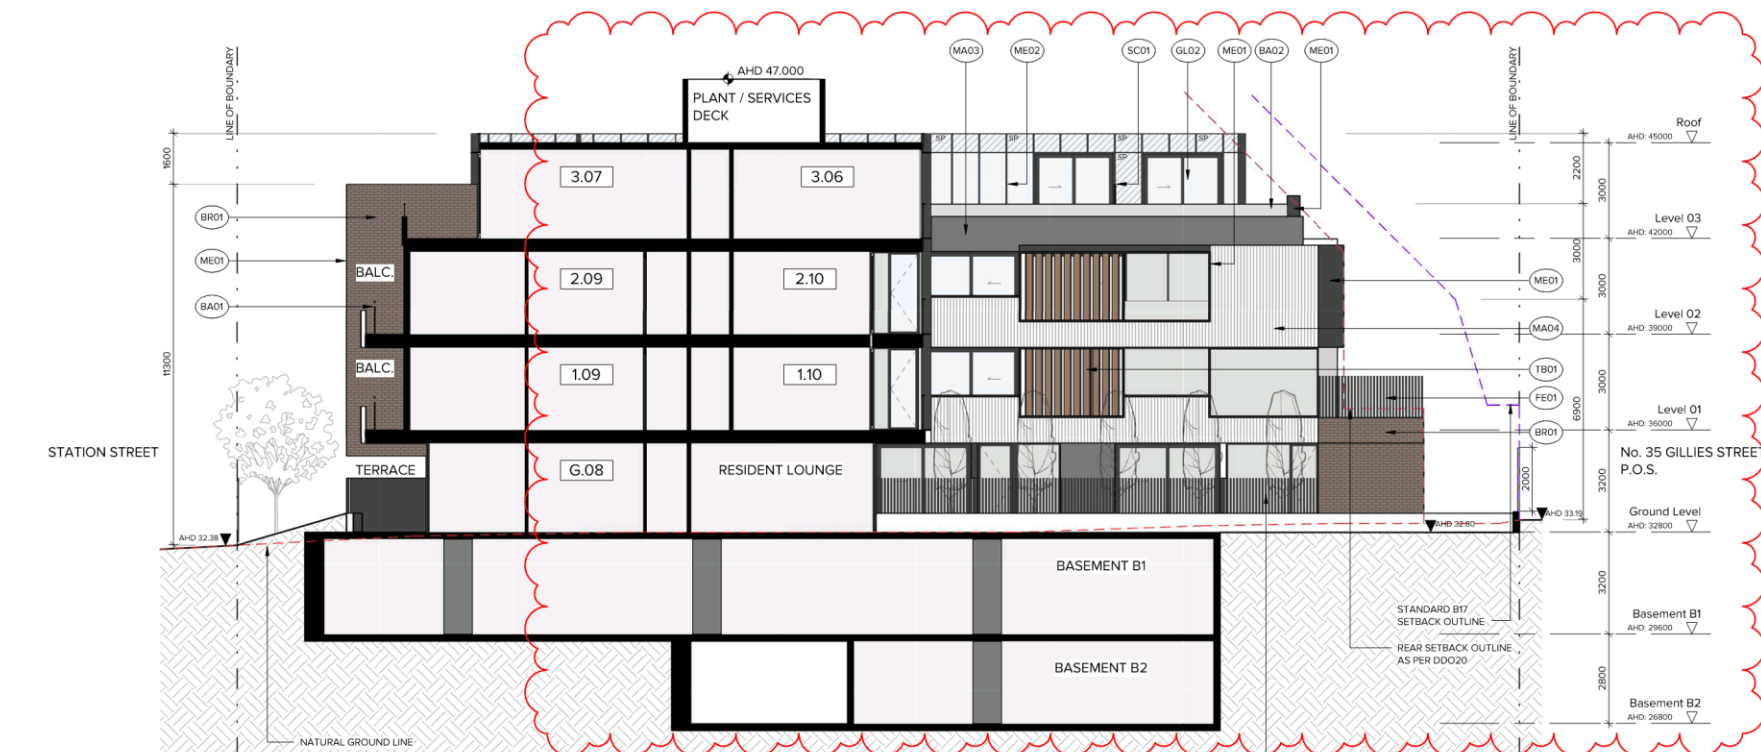 LINE OF BOUNDARY
MA03
ME02
SC01
GL02
ME01
BA02
ME01
LINE OF BOUNDARY
AHD 47.000
PLANT / SERVICES
DECK
SP
SP
SP
SP
SP
Roof
AHD: 45000
1600
2200
3000
3.07
3.06
BR01
Level 03
AHD: 42000
ME01
BALC.
2.09
2.10
3000
3000
ME01
BA01
MA04
Level 02
AHD: 39000
11300
BALC.
1.09
1.10
TB01
3000
FE01
6900
Level 01
AHD: 36000
BR01
STATION STREET
TERRACE
G.08
RESIDENT LOUNGE
No. 35 GILLIES STREET
P.O.S.
2000
3200
Ground Level
AHD: 32800
AHD 33.19
AHD 32.60
AHD 32.38
BASEMENT B1
3200
STANDARD B17
SETBACK OUTLINE
Basement B1
AHD: 29600
REAR SETBACK OUTLINE
AS PER DDO20
BASEMENT B2
2800
Basement B2
AHD: 26800
NATURAL GROUND LINE